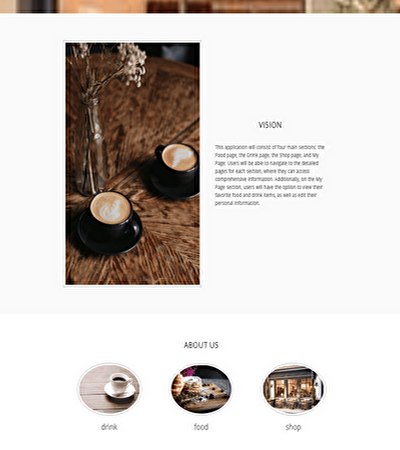 VISION
This application will consist of four main sections: the
Food page, the Drink page, the Shop page, and My
Page. Users will be able to navigate to the detailed
pages for each section, where they can access
comprehensive information. Additionally, on the My
Page section, users will have the option to view their
favorite food and drink items, as well as edit their
personal information.
ABOUT US
drink
food
shop